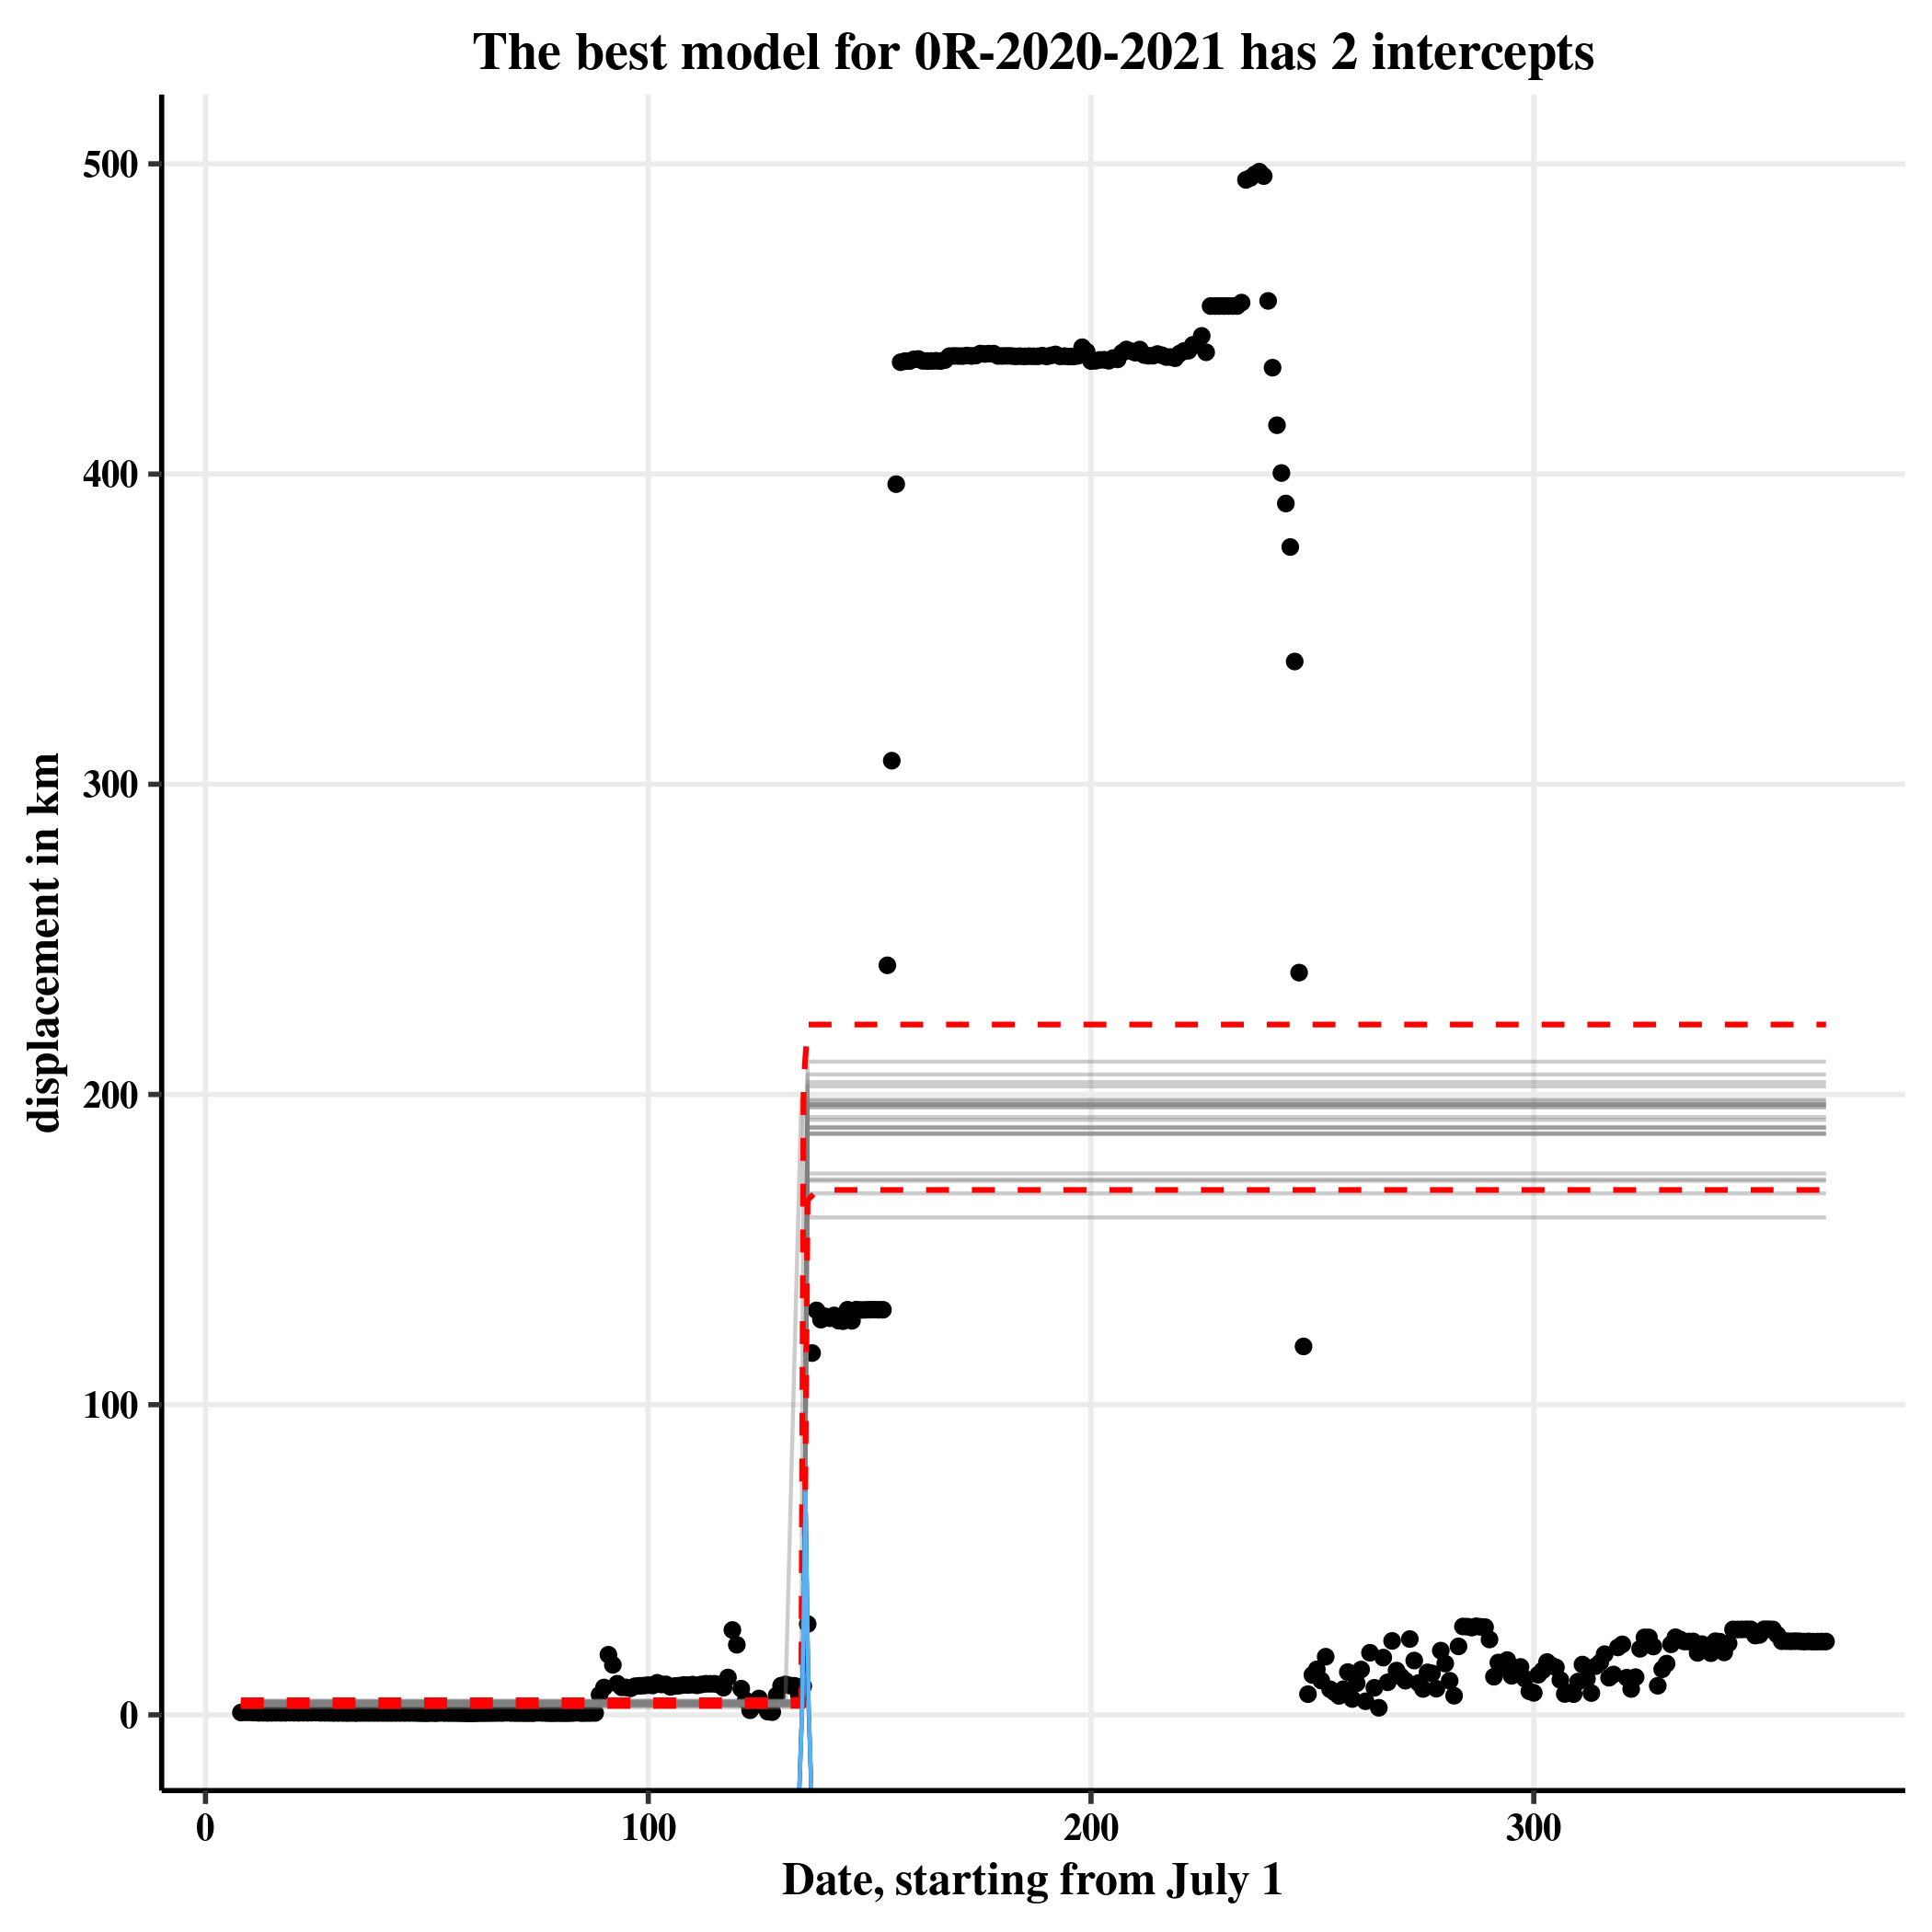 The best model for 0R-2020-2021 has 2 intercepts
500
400
300
200
100
0
displacement in km
0 100 200 300
Date, starting from July 1